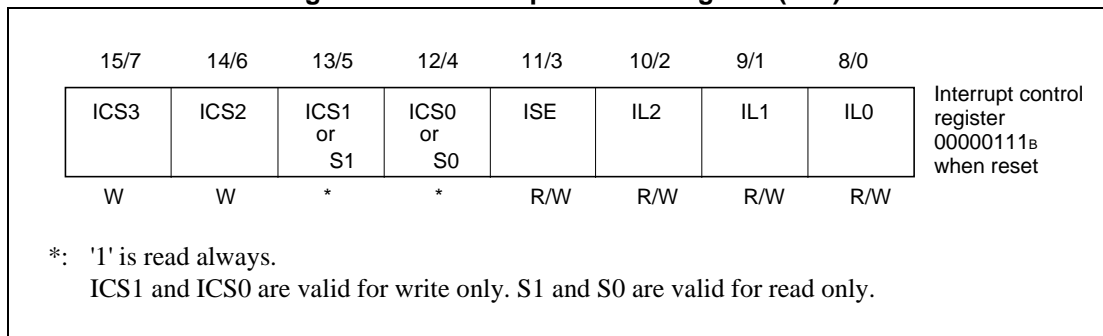 15/7 14/6 13/5 12/4 11/3 10/2 9/1 8/0
ICS3 ICS2 ICS1 ICS0 ISE IL2 IL1 IL0
or or
S1 S0
Interrupt control
register
00000111B
when reset
W W * * R/W R/W R/W R/W
*: '1' is read always.
ICS1 and ICS0 are valid for write only. S1 and S0 are valid for read only.